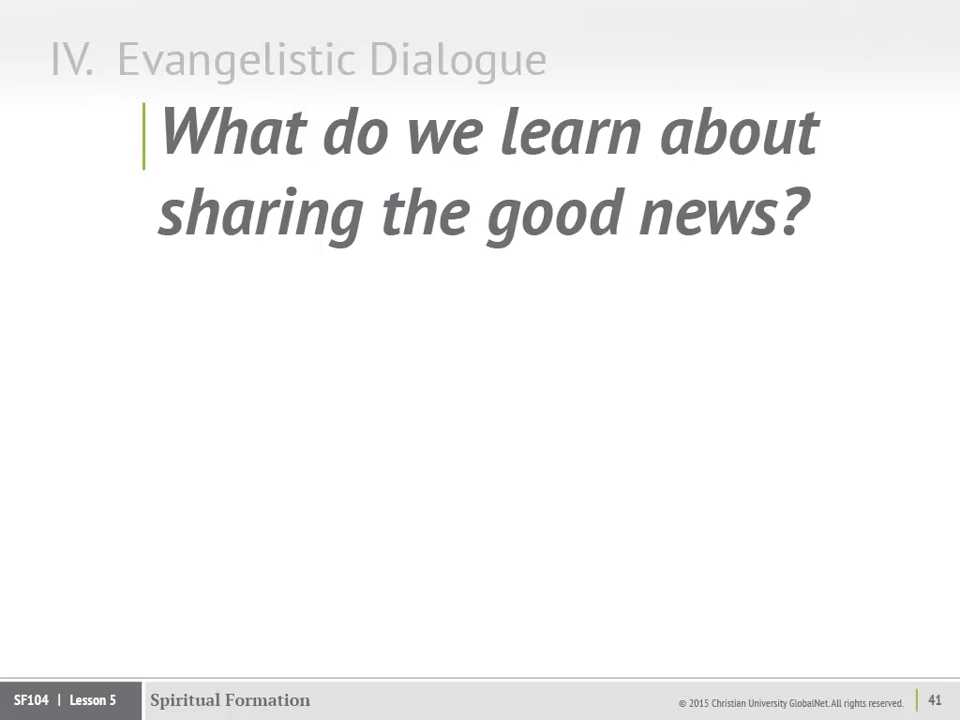 IV. Evangelistic Dialogue
What do we learn about
sharing the good news?
SF104 | Lesson 5 Spiritual Formation © 2015 Christian University GlobalNet. All rights reserved. 41